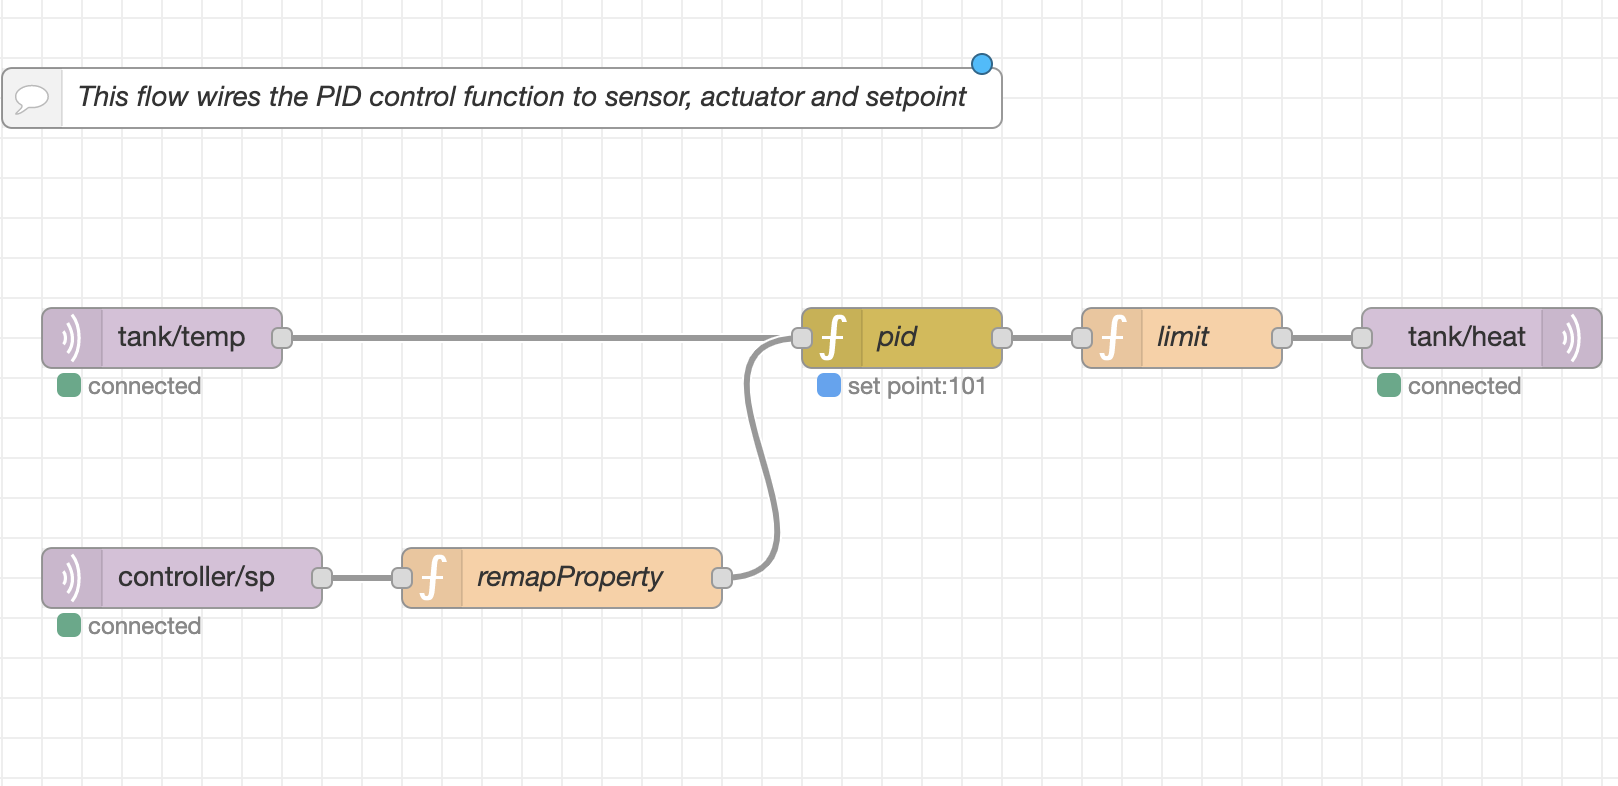 This flow wires the PID control function to sensor, actuator and setpoint
tank/temp
connected
pid
set point:101
limit
tank/heat
connected
controller/sp
connected
remapProperty